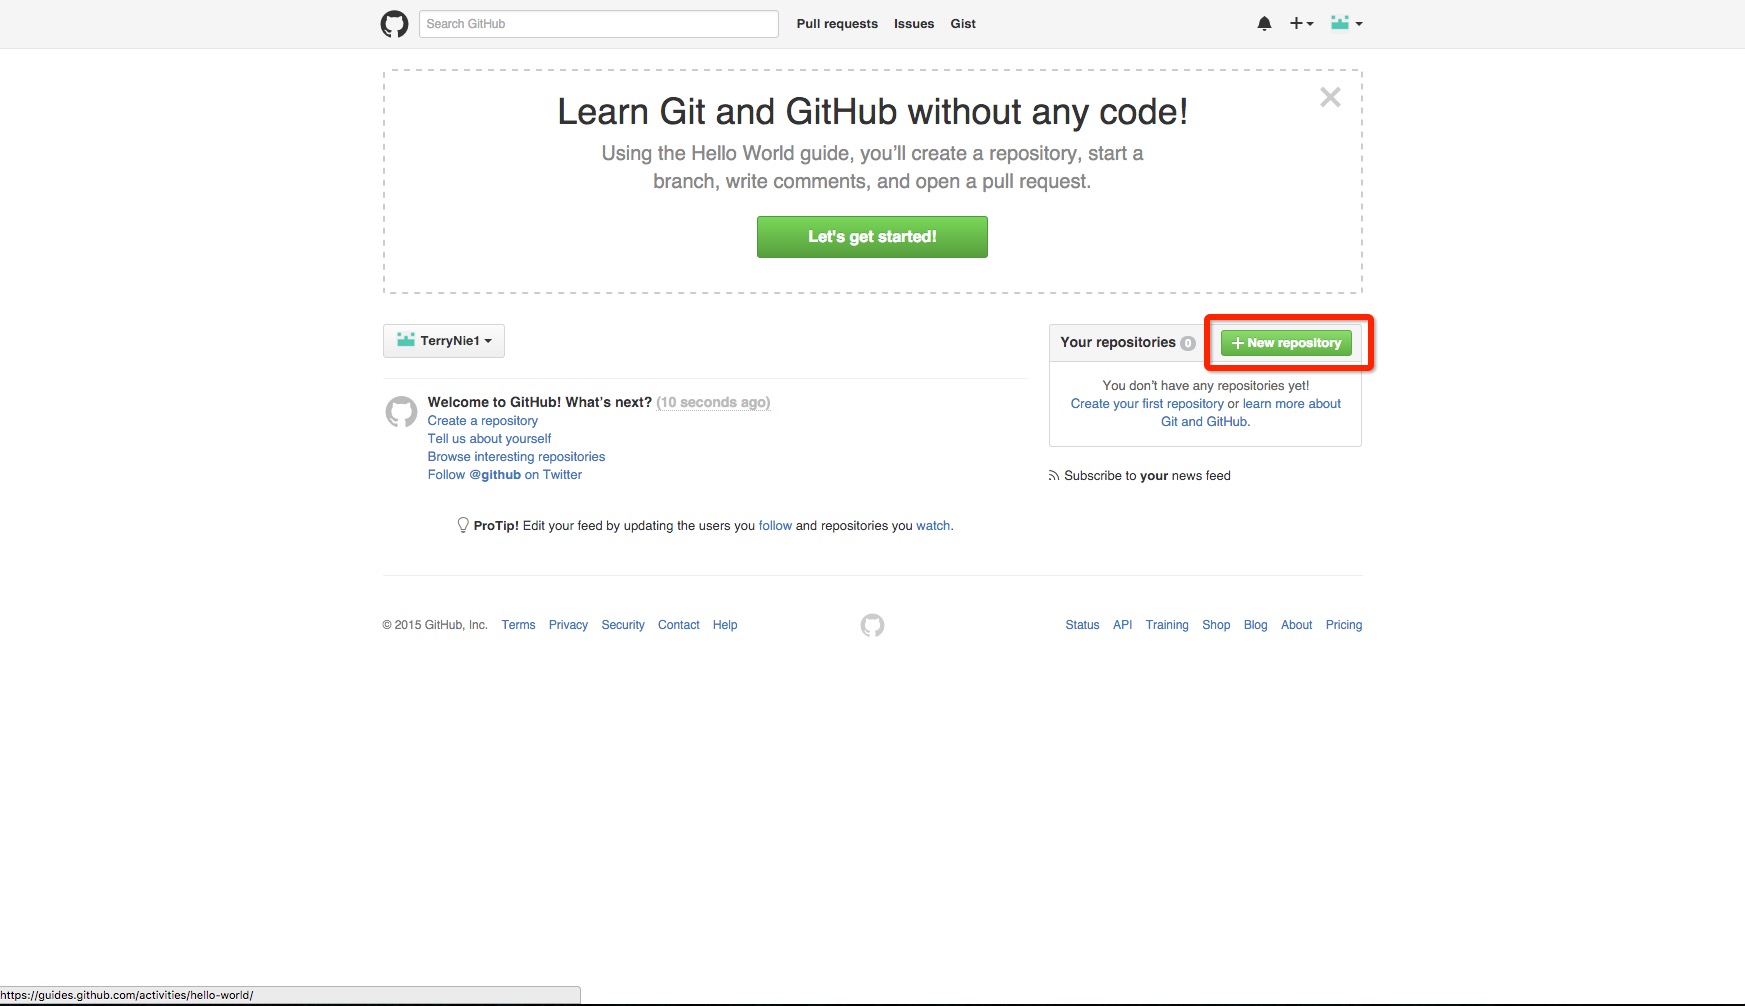 Search GitHub Pull requests Issues Gist
Learn Git and GitHub without any code!
Using the Hello World guide, you’ll create a repository, start a
branch, write comments, and open a pull request.
Let's get started!
TerryNie1
Welcome to GitHub! What’s next? (10 seconds ago)
Create a repository
Tell us about yourself
Browse interesting repositories
Follow @github on Twitter
ProTip! Edit your feed by updating the users you follow and repositories you watch.
Your repositories 0 New repository
You don’t have any repositories yet!
Create your first repository or learn more about
Git and GitHub.
Subscribe to your news feed
© 2015 GitHub, Inc. Terms Privacy Security Contact Help Status API Training Shop Blog About Pricing
https://guides.github.com/activities/hello-world/